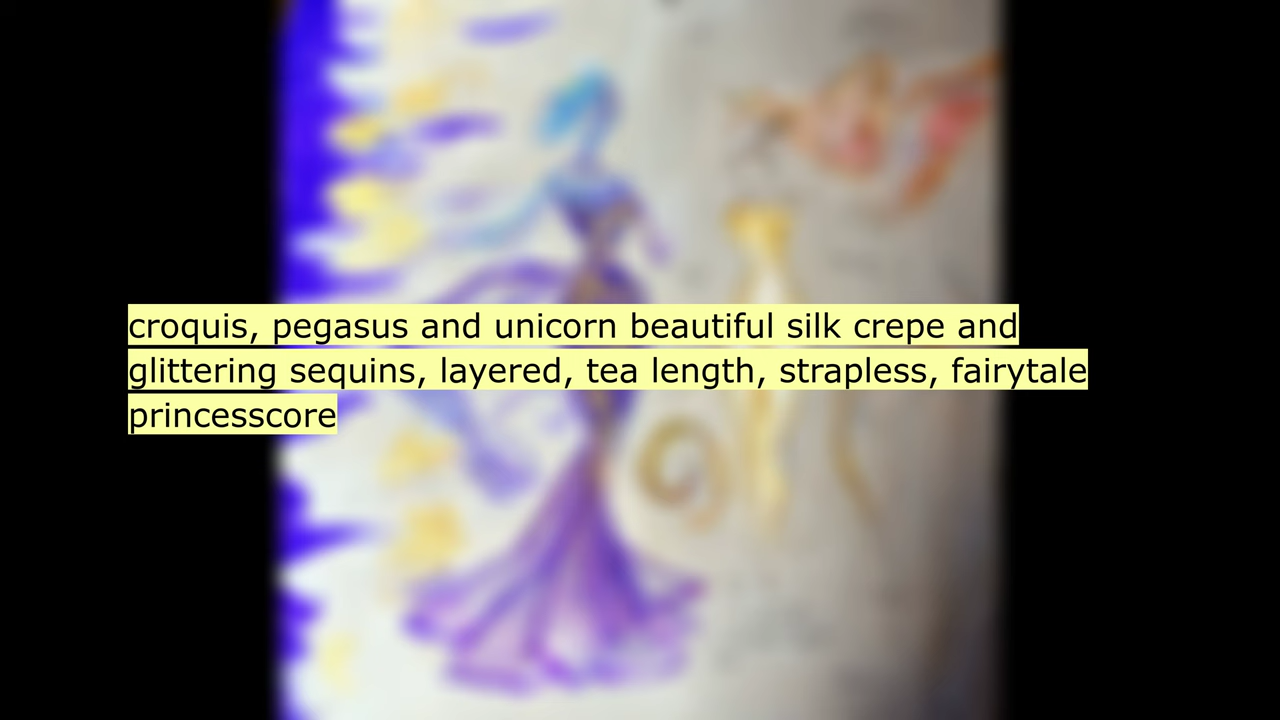 croquis, pegasus and unicorn beautiful silk crepe and
glittering sequins, layered, tea length, strapless, fairytale
princesscore